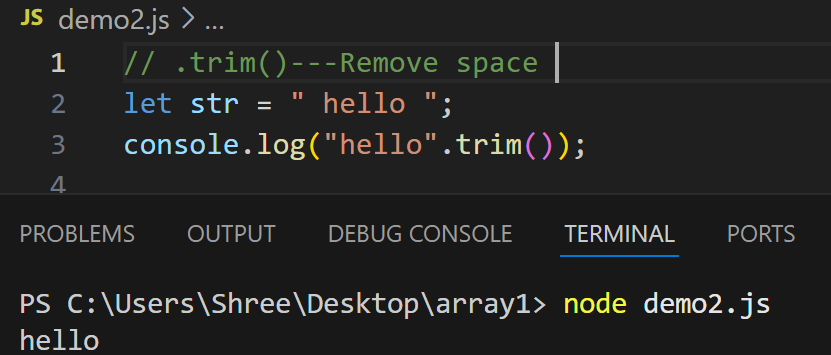 JS demo2.js > ...
1 // .trim()---Remove space
2 let str = " hello ";
3 console.log("hello".trim());
4
PROBLEMS OUTPUT DEBUG CONSOLE TERMINAL PORTS
PS C:\Users\Shree\Desktop\array1> node demo2.js
hello